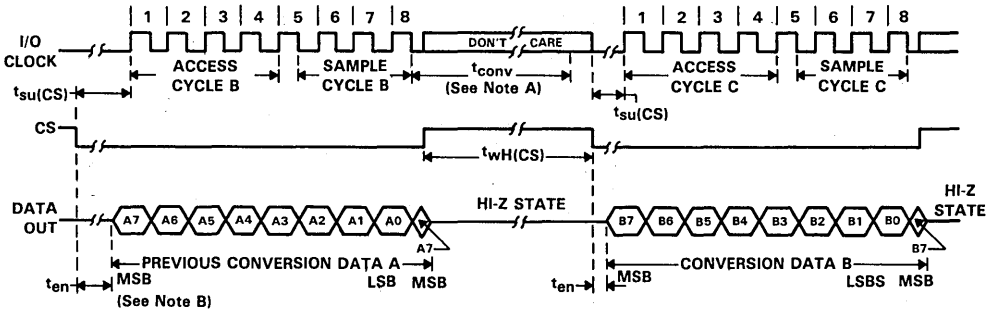 1 2 3 4 5 6 7 8 1 2 3 4 5 6 7 8
I/O
CLOCK
DON'T CARE
ACCESS
CYCLE B
SAMPLE
CYCLE B
tconv
(See Note A)
ACCESS
CYCLE C
SAMPLE
CYCLE C
tsu(CS)
tsu(CS)
CS
twH(CS)
DATA
OUT
A7 A6 A5 A4 A3 A2 A1 A0
A7
HI-Z STATE
B7 B6 B5 B4 B3 B2 B1 B0
B7
HI-Z
STATE
PREVIOUS CONVERSION DATA A
CONVERSION DATA B
ten
MSB
LSB MSB
(See Note B)
ten
MSB
LSBS MSB